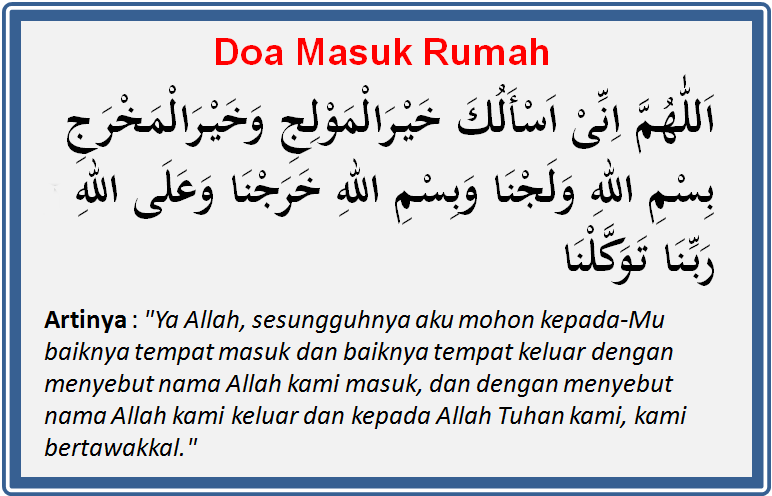 Doa Masuk Rumah
اَللّٰهُمَّ اِنِّىْ اَسْأَلُكَ خَيْرَالْمَوْلِجِ وَخَيْرَالْمَخْرَجِ
بِسْمِ اللهِ وَلَجْنَا وَبِسْمِ اللهِ خَرَجْنَا وَعَلَى اللهِ
رَبِّنَا تَوَكَّلْنَا
Artinya : "Ya Allah, sesungguhnya aku mohon kepada-Mu
baiknya tempat masuk dan baiknya tempat keluar dengan
menyebut nama Allah kami masuk, dan dengan menyebut
nama Allah kami keluar dan kepada Allah Tuhan kami, kami
bertawakkal."